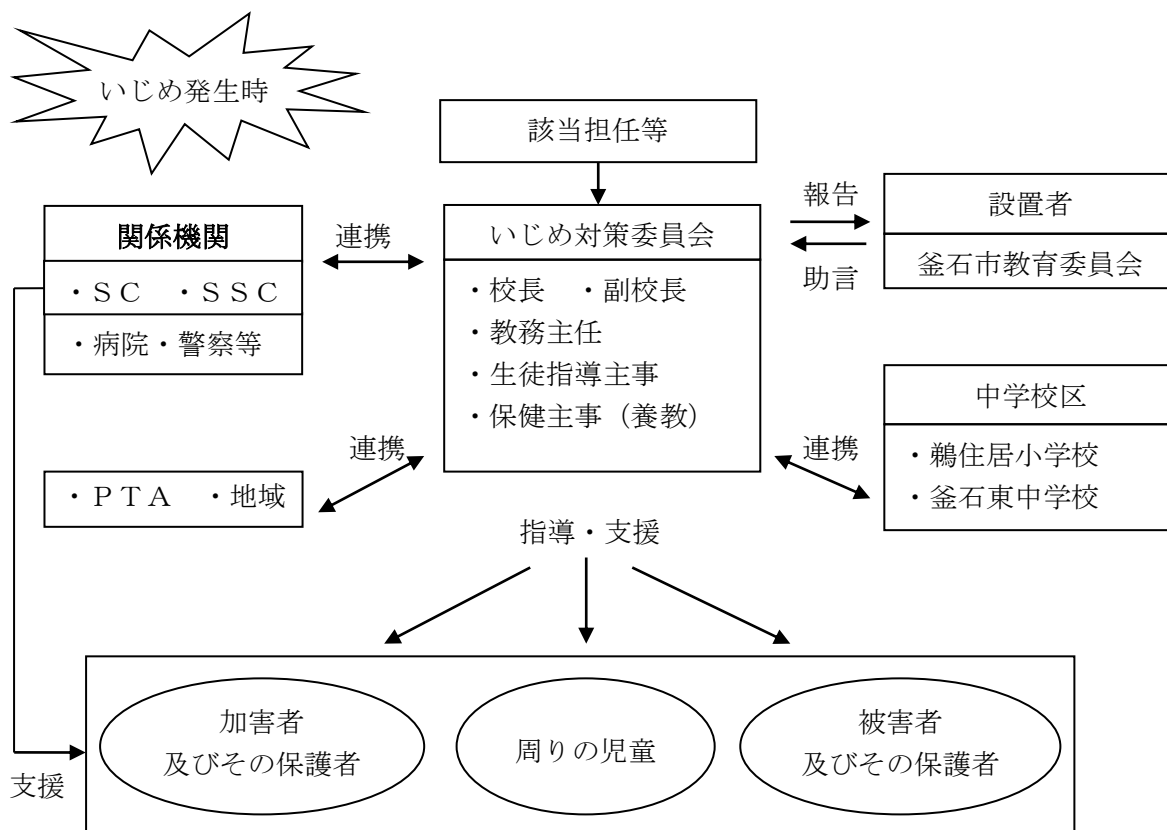 いじめ発生時
該当担任等
関係機関
・ＳＣ　・ＳＳＣ
・病院・警察等
連携
いじめ対策委員会
・校長　・副校長
・教務主任
・生徒指導主事
・保健主事（養教）
報告
助言
設置者
釜石市教育委員会
中学校区
・鵜住居小学校
・釜石東中学校
連携
連携
・ＰＴＡ　・地域
指導・支援
加害者
及びその保護者
周りの児童
被害者
及びその保護者
支援